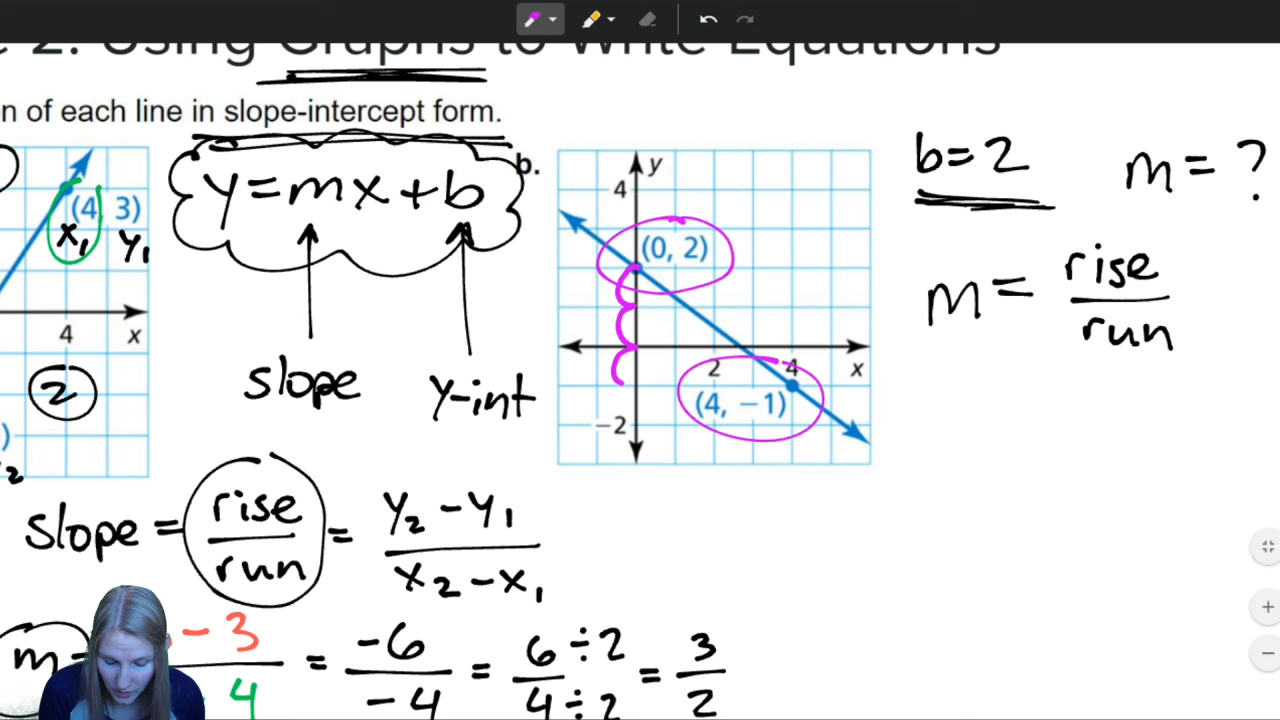 2. Using Graphs to Write Equations
n of each line in slope-intercept form.
(4, 3)
x₁ y₁
4 x
2
)
2
y=mx+b
slope
y-int
b.
y
4
(0, 2)
2 4 x
(4, −1)
−2
b=2
m=?
m= rise
run
slope = rise = y₂-y₁
run x₂-x₁
m -3 = -6 = 6÷2 = 3
4 -4 4÷2 2